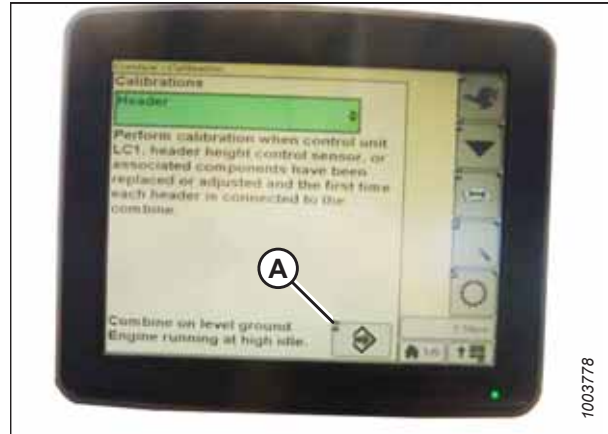 Calibrations
Header
Perform calibration when control unit
LC1, header height control sensor, or
associated components have been
replaced or adjusted and the first time
each header is connected to the
combine.
A
Combine on level ground.
Engine running at high idle.
1003778